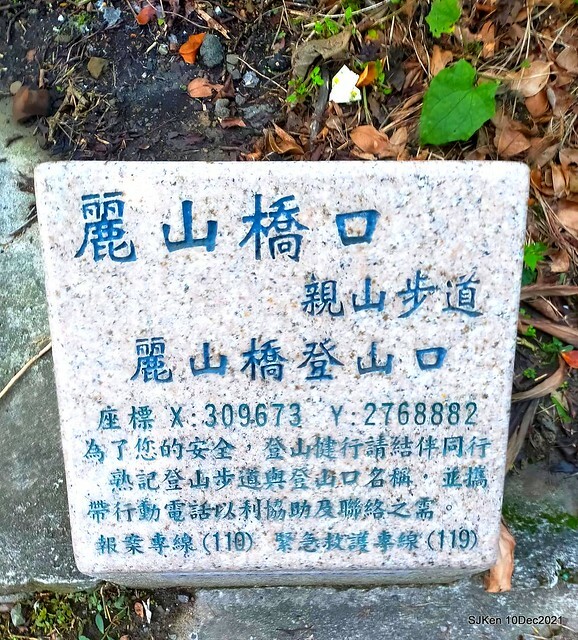 麗山橋口
親山步道
麗山橋登山口
座標 X:309673 Y:2768882
為了您的安全，登山健行請結伴同行
熟記登山步道與登山口名稱，並攜
帶行動電話以利協助及聯絡之需。
報案專線(110) 緊急救護專線(119)
SJKen 10Dec2021